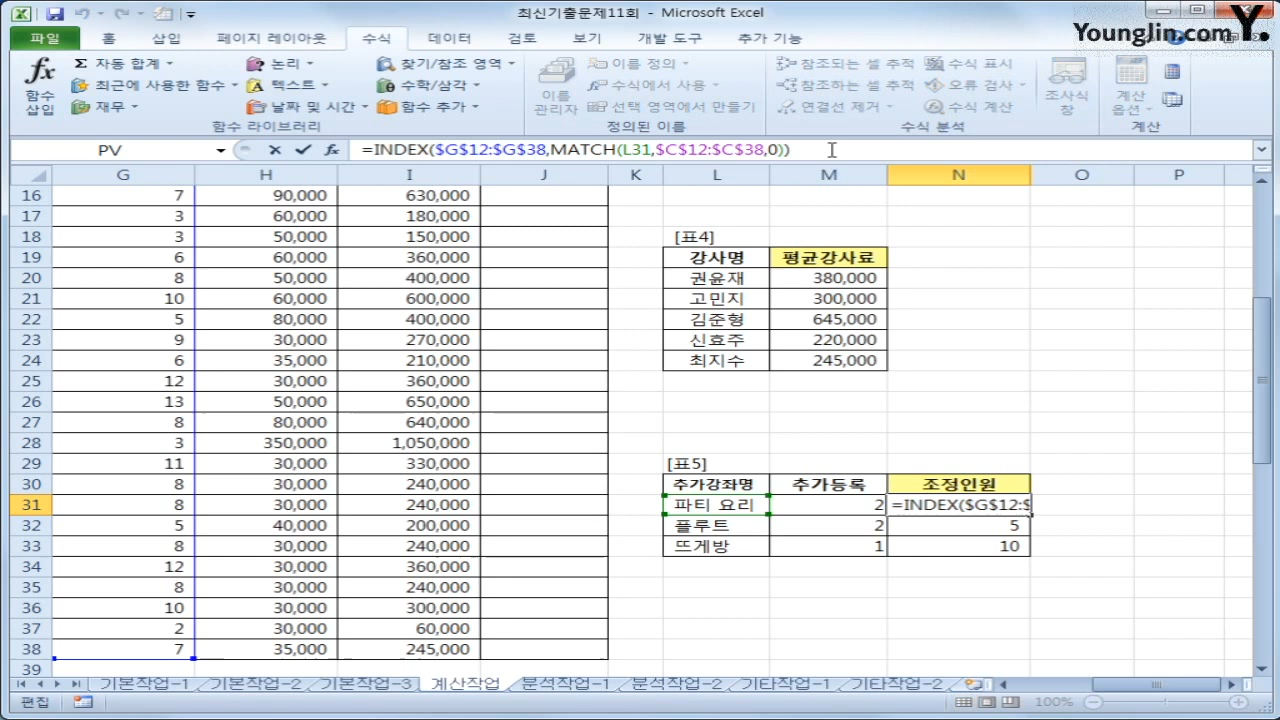 최신기출문제11회 - Microsoft Excel
YoungJin.com Y.
파일 홈 삽입 페이지 레이아웃 수식 데이터 검토 보기 개발 도구 추가 기능
fx 함수 삽입
Σ 자동 합계 논리 찾기/참조 영역
최근에 사용한 함수 텍스트 수학/삼각
재무 날짜 및 시간 함수 추가
함수 라이브러리
이름 관리자
이름 정의
수식에서 사용
선택 영역에서 만들기
정의된 이름
참조되는 셀 추적 수식 표시
참조하는 셀 추적 오류 검사
연결선 제거 수식 계산
조사식 창
수식 분석
계산 옵션
계산
PV fx =INDEX($G$12:$G$38,MATCH(L31,$C$12:$C$38,0))
G H I J K L M N O P
16 7 90,000 630,000
17 3 60,000 180,000
18 3 50,000 150,000 [표4]
19 6 60,000 360,000 강사명 평균강사료
20 8 50,000 400,000 권윤재 380,000
21 10 60,000 600,000 고민지 300,000
22 5 80,000 400,000 김준형 645,000
23 9 30,000 270,000 신효주 220,000
24 6 35,000 210,000 최지수 245,000
25 12 30,000 360,000
26 13 50,000 650,000
27 8 80,000 640,000
28 3 350,000 1,050,000
29 11 30,000 330,000 [표5]
30 8 30,000 240,000 추가강좌명 추가등록 조정인원
31 8 30,000 240,000 파티 요리 2 =INDEX($G$12:$
32 5 40,000 200,000 플루트 2 5
33 8 30,000 240,000 뜨게방 1 10
34 12 30,000 360,000
35 8 30,000 240,000
36 10 30,000 300,000
37 2 30,000 60,000
38 7 35,000 245,000
39
기본작업-1 기본작업-2 기본작업-3 계산작업 분석작업-1 분석작업-2 기타작업-1 기타작업-2
편집 100%